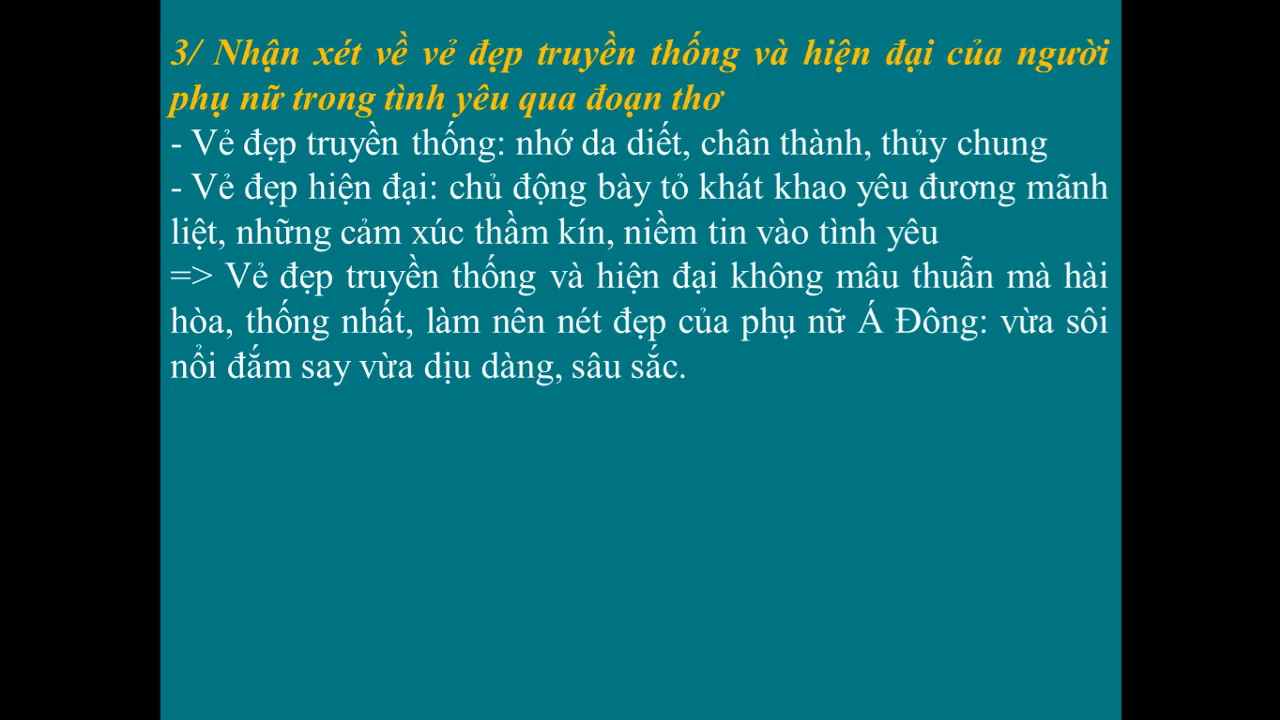 3/ Nhận xét về vẻ đẹp truyền thống và hiện đại của người
phụ nữ trong tình yêu qua đoạn thơ
- Vẻ đẹp truyền thống: nhớ da diết, chân thành, thủy chung
- Vẻ đẹp hiện đại: chủ động bày tỏ khát khao yêu đương mãnh
liệt, những cảm xúc thầm kín, niềm tin vào tình yêu
=> Vẻ đẹp truyền thống và hiện đại không mâu thuẫn mà hài
hòa, thống nhất, làm nên nét đẹp của phụ nữ Á Đông: vừa sôi
nổi đắm say vừa dịu dàng, sâu sắc.